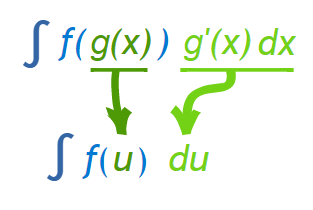 ∫ f(g(x)) g'(x) dx
∫ f(u) du